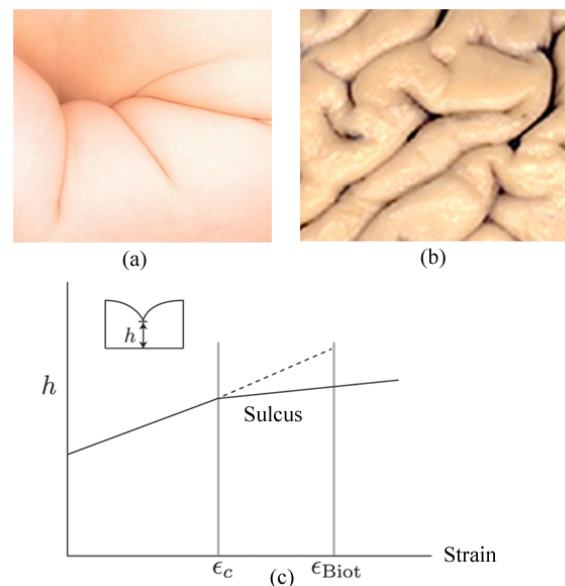 (a)
(b)
h
h
Sulcus
ϵc
ϵBiot
Strain
(c)